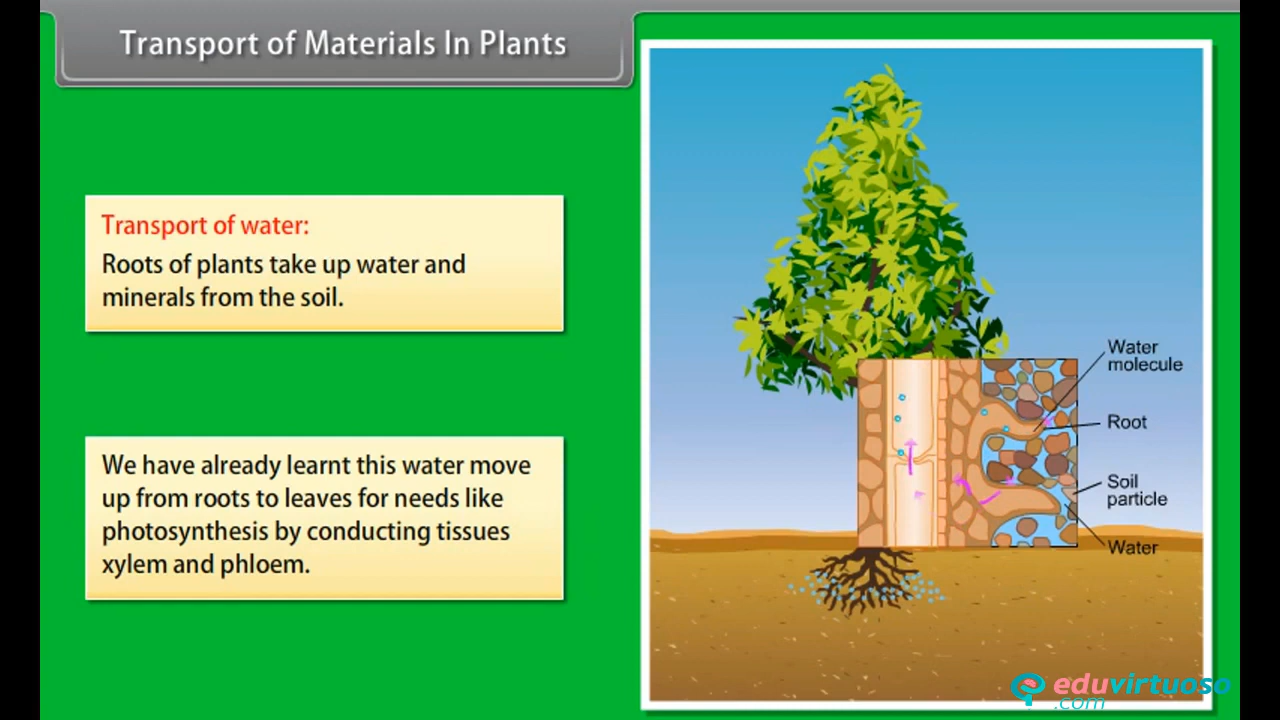 Transport of Materials In Plants
Transport of water:
Roots of plants take up water and
minerals from the soil.
We have already learnt this water move
up from roots to leaves for needs like
photosynthesis by conducting tissues
xylem and phloem.
Water
molecule
Root
Soil
particle
Water
eduvirtuoso
.com